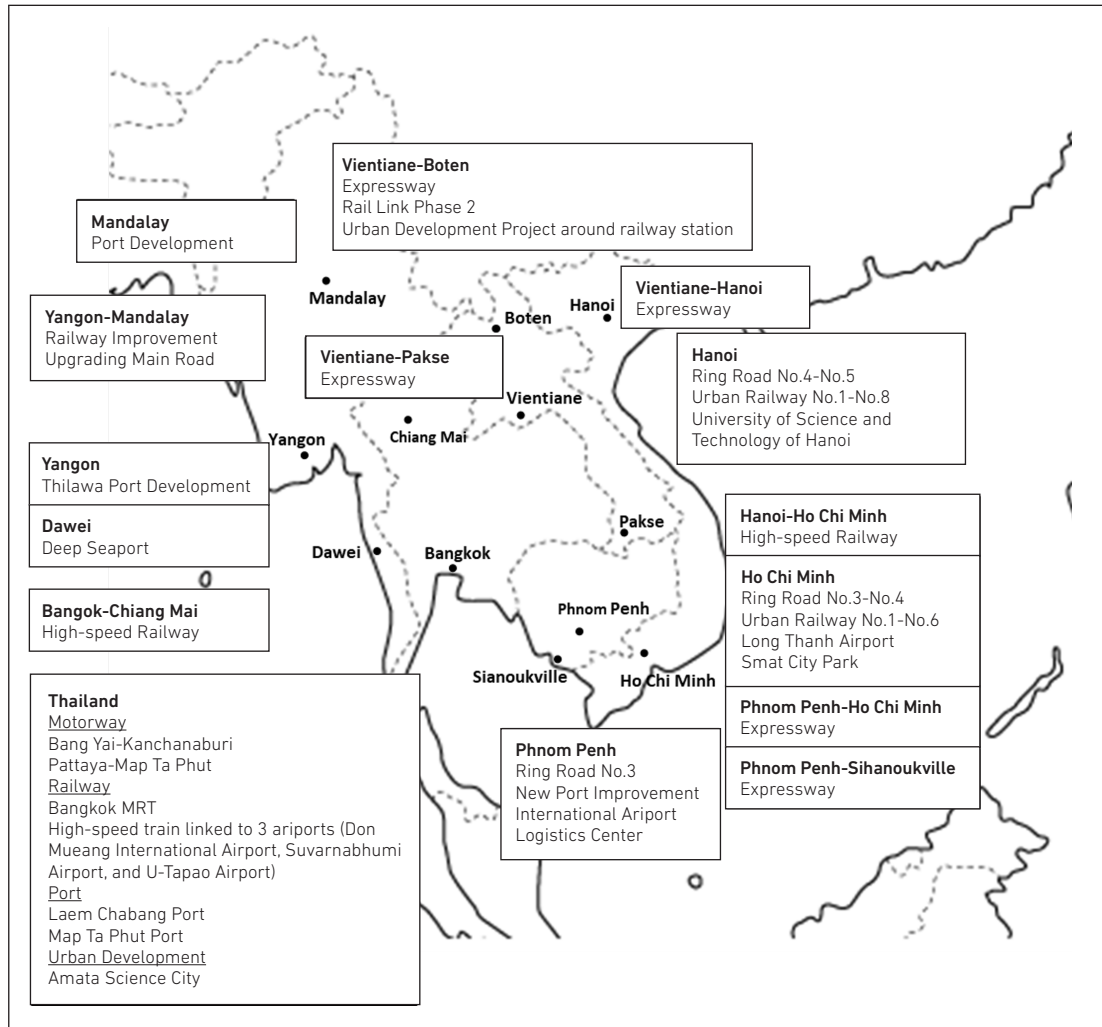 Vientiane-Boten
Expressway
Rail Link Phase 2
Urban Development Project around railway station
Mandalay
Port Development
Mandalay
Vientiane-Hanoi
Expressway
Hanoi
Boten
Yangon-Mandalay
Railway Improvement
Upgrading Main Road
Vientiane-Pakse
Expressway
Hanoi
Ring Road No.4-No.5
Urban Railway No.1-No.8
University of Science and
Technology of Hanoi
Vientiane
Chiang Mai
Yangon
Yangon
Thilawa Port Development
Dawei
Deep Seaport
Pakse
Dawei
Bangkok
Hanoi-Ho Chi Minh
High-speed Railway
Ho Chi Minh
Ring Road No.3-No.4
Urban Railway No.1-No.6
Long Thanh Airport
Smat City Park
Bangok-Chiang Mai
High-speed Railway
Phnom Penh
Sianoukville
Ho Chi Minh
Phnom Penh-Ho Chi Minh
Expressway
Phnom Penh-Sihanoukville
Expressway
Thailand
Motorway
Bang Yai-Kanchanaburi
Pattaya-Map Ta Phut
Railway
Bangkok MRT
High-speed train linked to 3 ariports (Don
Mueang International Airport, Suvarnabhumi
Airport, and U-Tapao Airport)
Port
Laem Chabang Port
Map Ta Phut Port
Urban Development
Amata Science City
Phnom Penh
Ring Road No.3
New Port Improvement
International Ariport
Logistics Center